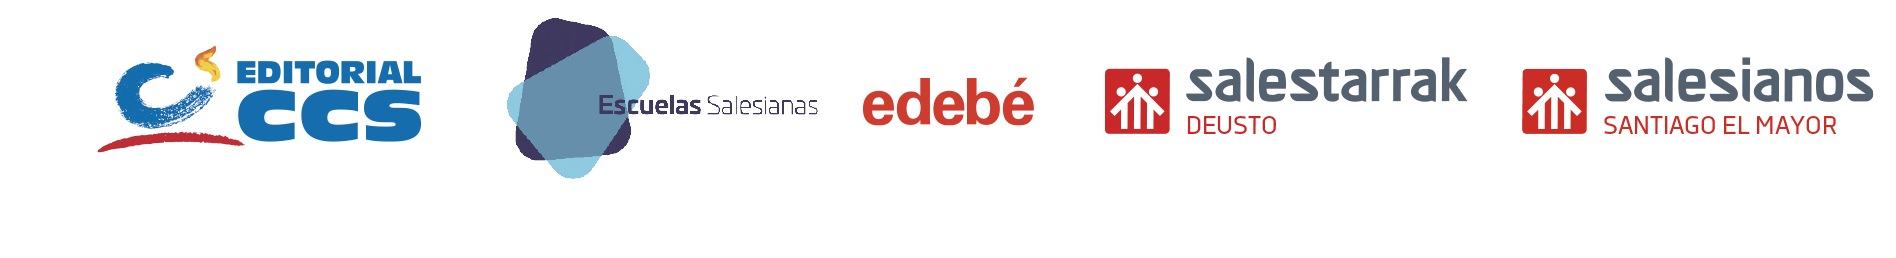 EDITORIAL
CCS
Escuelas Salesianas
edebé
salestarrak
DEUSTO
salesianos
SANTIAGO EL MAYOR